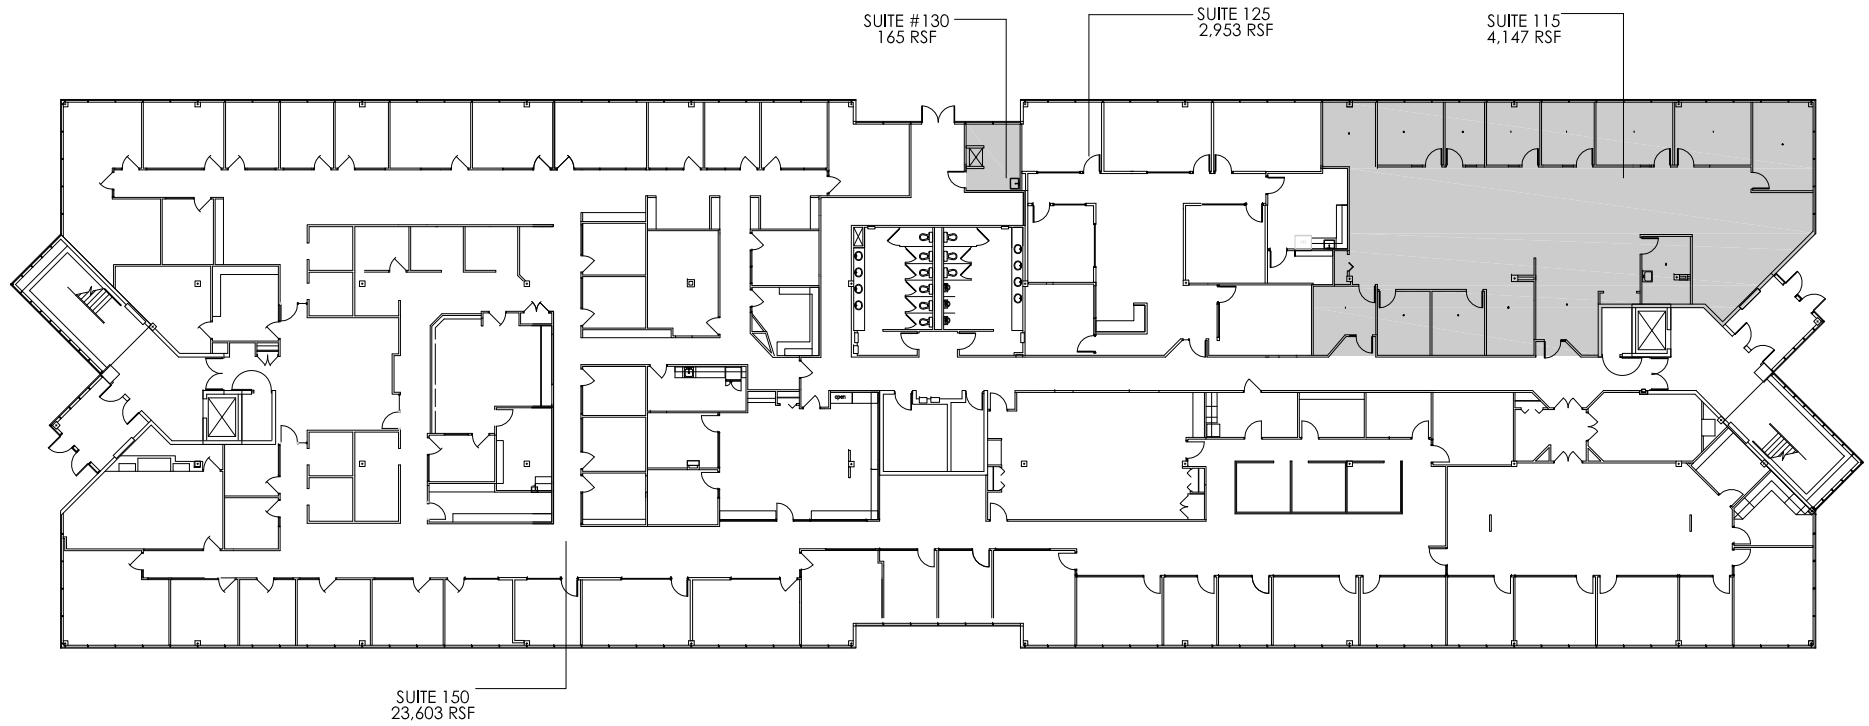 SUITE #130
165 RSF
SUITE 125
2,953 RSF
SUITE 115
4,147 RSF
open
SUITE 150
23,603 RSF